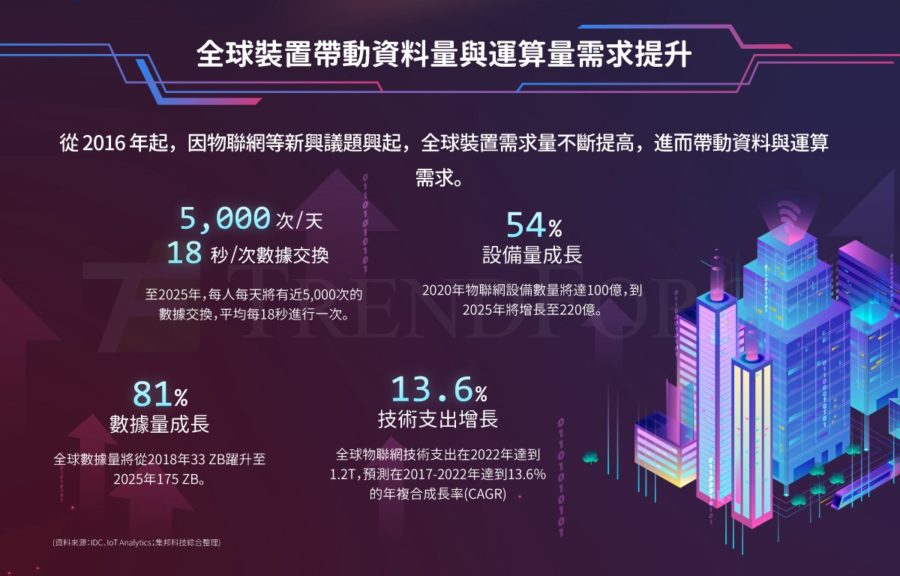 全球裝置帶動資料量與運算量需求提升
從 2016 年起，因物聯網等新興議題興起，全球裝置需求量不斷提高，進而帶動資料與運算
需求。
5,000 次/天
18 秒/次數據交換
至2025年，每人每天將有近5,000次的
數據交換，平均每18秒進行一次。
54%
設備量成長
2020年物聯網設備數量將達100億，到
2025年將增長至220億。
TRENDFORCE
81%
數據量成長
全球數據量將從2018年33 ZB躍升至
2025年175 ZB。
13.6%
技術支出增長
全球物聯網技術支出在2022年達到
1.2T，預測在2017-2022年達到13.6%
的年複合成長率(CAGR)
(資料來源：IDC、IoT Analytics；集邦科技綜合整理)